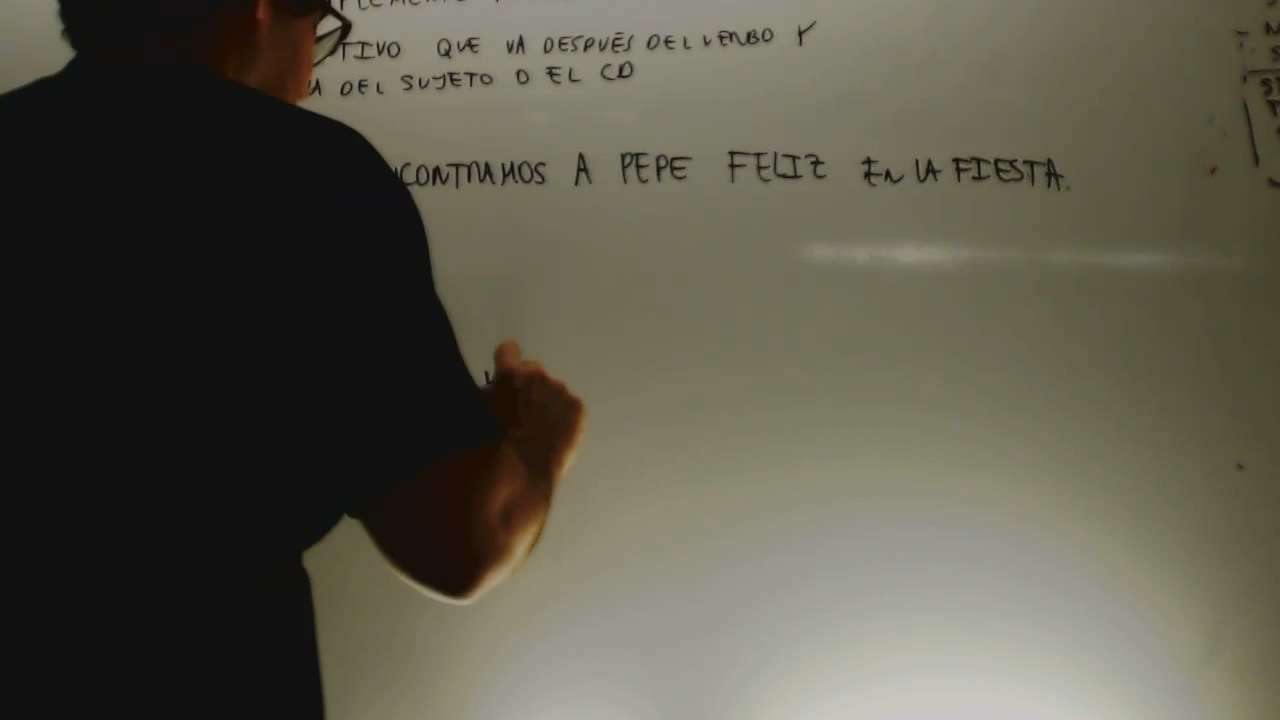 TIVO QUE VA DESPUÉS DEL VERBO Y
DEL SUJETO O EL CD
CONTRAMOS A PEPE FELIZ EN LA FIESTA.